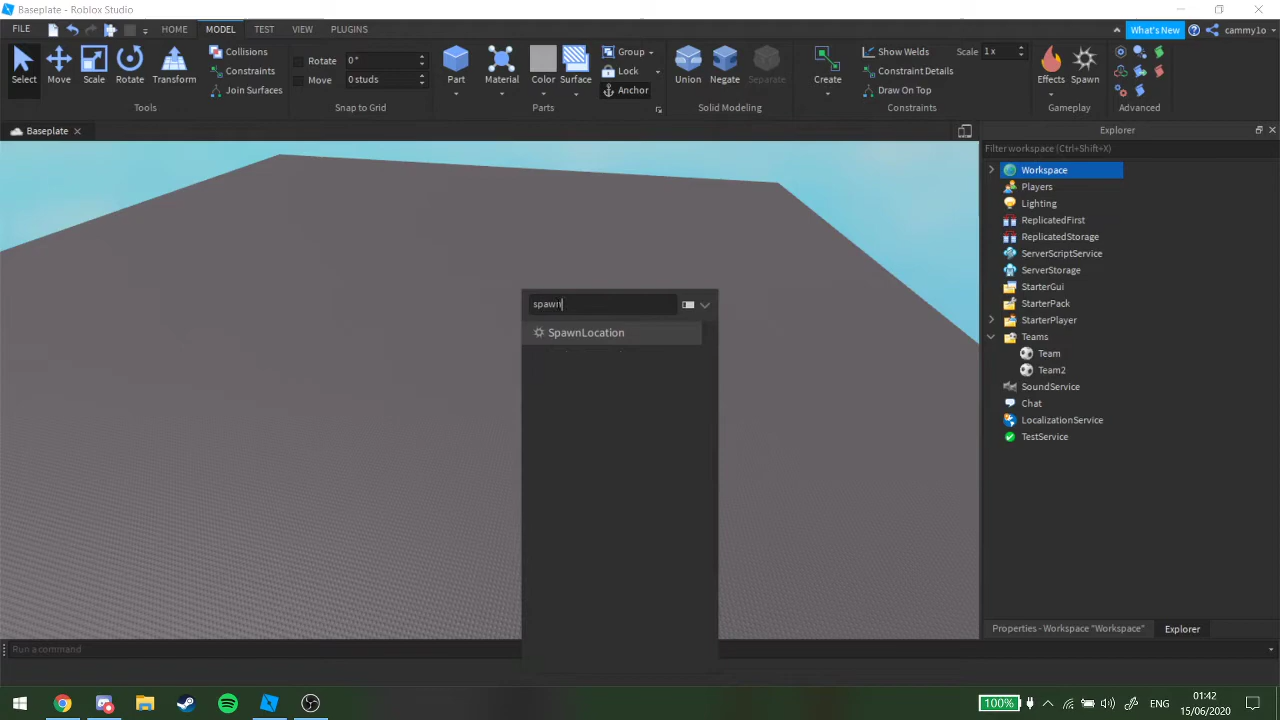 Baseplate - Roblox Studio
FILE
HOME
MODEL
TEST
VIEW
PLUGINS
What's New
cammy1o
Select
Move
Scale
Rotate
Transform
Collisions
Constraints
Join Surfaces
Tools
Rotate
0 °
Move
0 studs
Snap to Grid
Part
Material
Color
Surface
Group
Lock
Anchor
Parts
Union
Negate
Separate
Solid Modeling
Create
Show Welds
Scale
1 x
Constraint Details
Draw On Top
Constraints
Effects
Spawn
Gameplay
Advanced
Baseplate
Explorer
Filter workspace (Ctrl+Shift+X)
Workspace
Players
Lighting
ReplicatedFirst
ReplicatedStorage
ServerScriptService
ServerStorage
StarterGui
StarterPack
StarterPlayer
Teams
Team
Team2
SoundService
Chat
LocalizationService
TestService
spawn
SpawnLocation
Properties - Workspace "Workspace"
Explorer
Run a command
100%
ENG
01:42
15/06/2020